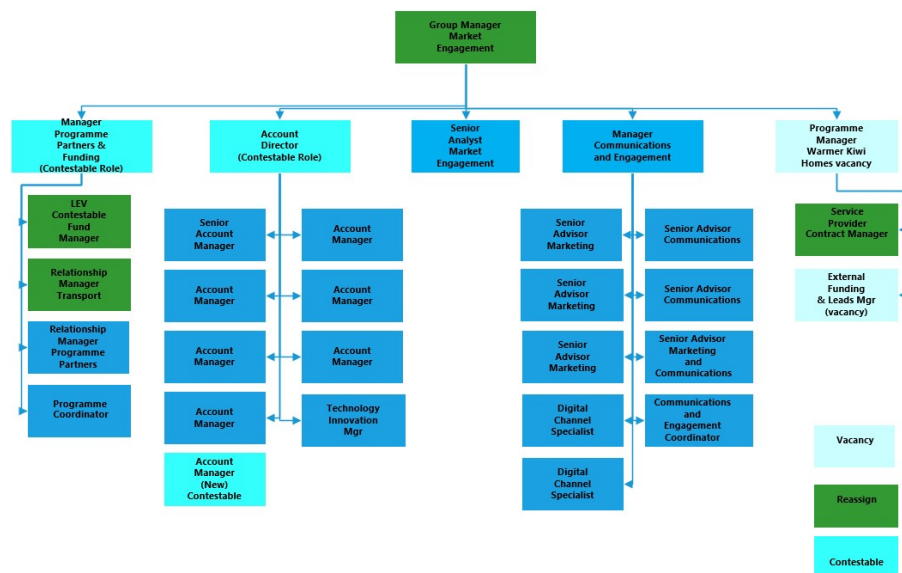 Group Manager
Market
Engagement
Manager
Programme
Partners &
Funding
(Contestable Role)
Account
Director
(Contestable Role)
Senior
Analyst
Market
Engagement
Manager
Communications
and Engagement
Programme
Manager
Warmer Kiwi
Homes vacancy
LEV
Contestable
Fund
Manager
Relationship
Manager
Transport
Relationship
Manager
Programme
Partners
Programme
Coordinator
Senior
Account
Manager
Account
Manager
Account
Manager
Account
Manager
Account
Manager
Account
Manager
Account
Manager
Technology
Innovation
Mgr
Account
Manager
(New)
Contestable
Senior
Advisor
Marketing
Senior Advisor
Communications
Senior
Advisor
Marketing
Senior Advisor
Communications
Senior
Advisor
Marketing
Senior Advisor
Marketing
and
Communications
Digital
Channel
Specialist
Communications
and
Engagement
Coordinator
Digital
Channel
Specialist
Service
Provider
Contract Manager
External
Funding
& Leads Mgr
(vacancy)
Vacancy
Reassign
Contestable